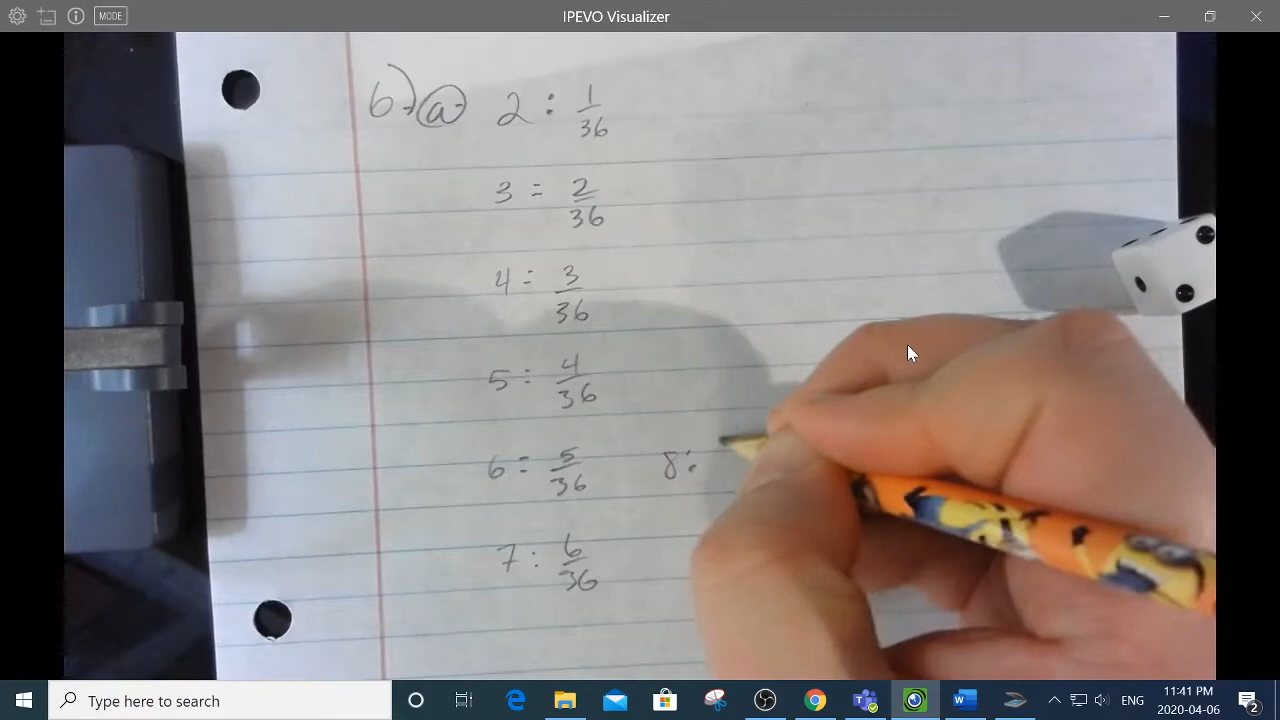 MODE
IPEVO Visualizer
6) a. 2 : 1/36
3 = 2/36
4 = 3/36
5 : 4/36
6 = 5/36 8:
7 : 6/36
Type here to search
ENG
11:41 PM
2020-04-06
2